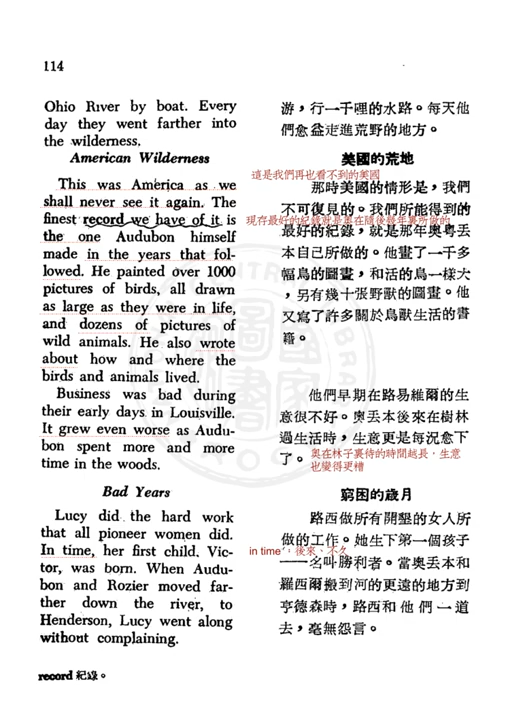 114
Ohio River by boat. Every
day they went farther into
the wilderness.
American Wilderness
This was America as we
shall never see it again. The
finest record we have of it is
the one Audubon himself
made in the years that fol-
lowed. He painted over 1000
pictures of birds, all drawn
as large as they were in life,
and dozens of pictures of
wild animals. He also wrote
about how and where the
birds and animals lived.
Business was bad during
their early days in Louisville.
It grew even worse as Audu-
bon spent more and more
time in the woods.
Bad Years
Lucy did the hard work
that all pioneer women did.
In time, her first child, Vic-
tor, was born. When Audu-
bon and Rozier moved far-
ther down the river, to
Henderson, Lucy went along
without complaining.
record 紀錄。
游,行一千哩的水路。每天他
們愈益走進荒野的地方。
美國的荒地
這是我們再也看不到的美國
那時美國的情形是,我們
不可復見的。我們所能得到的
現存最好的紀錄就是奧在隨後幾年裏所做的
最好的紀錄,就是那年奧粤丢
本自己所做的。他畫了一千多
幅鳥的圖畫,和活的鳥一樣大
,另有幾十張野獸的圖畫。他
又寫了許多關於鳥獸生活的書
籍。
他們早期在路易維爾的生
意很不好。奧丢本後來在樹林
過生活時,生意更是每況愈下
了。
奧在林子裏待的時間越長,生意
也變得更糟
窮困的歲月
路西做所有開墾的女人所
做的工作。她生下第一個孩子
in time:後來、不久
——名叫勝利者。當奧丢本和
羅西爾搬到河的更遠的地方到
亨德森時,路西和他們一道
去,毫無怨言。